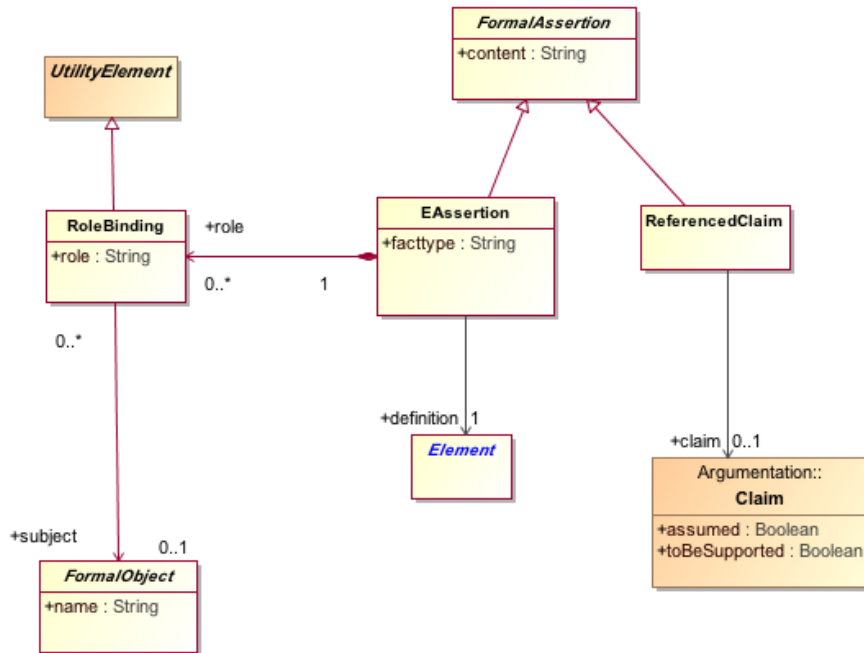 FormalAssertion
+content : String
UtilityElement
RoleBinding
+role : String
+role
0..*
1
EAssertion
+facttype : String
ReferencedClaim
0..*
+definition
1
Element
+claim
0..1
Argumentation::
Claim
+assumed : Boolean
+toBeSupported : Boolean
+subject
0..1
FormalObject
+name : String